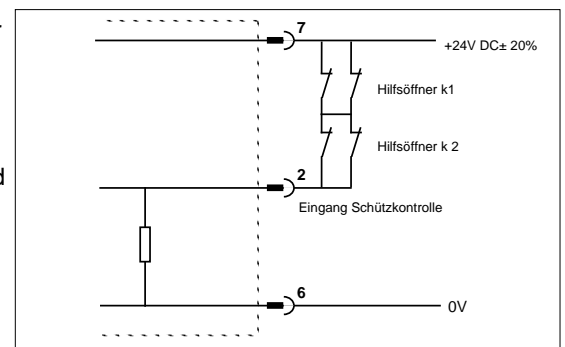 7
+24V DC± 20%
Hilfsöffner k1
Hilfsöffner k 2
d
2
Eingang Schützkontrolle
6
0V